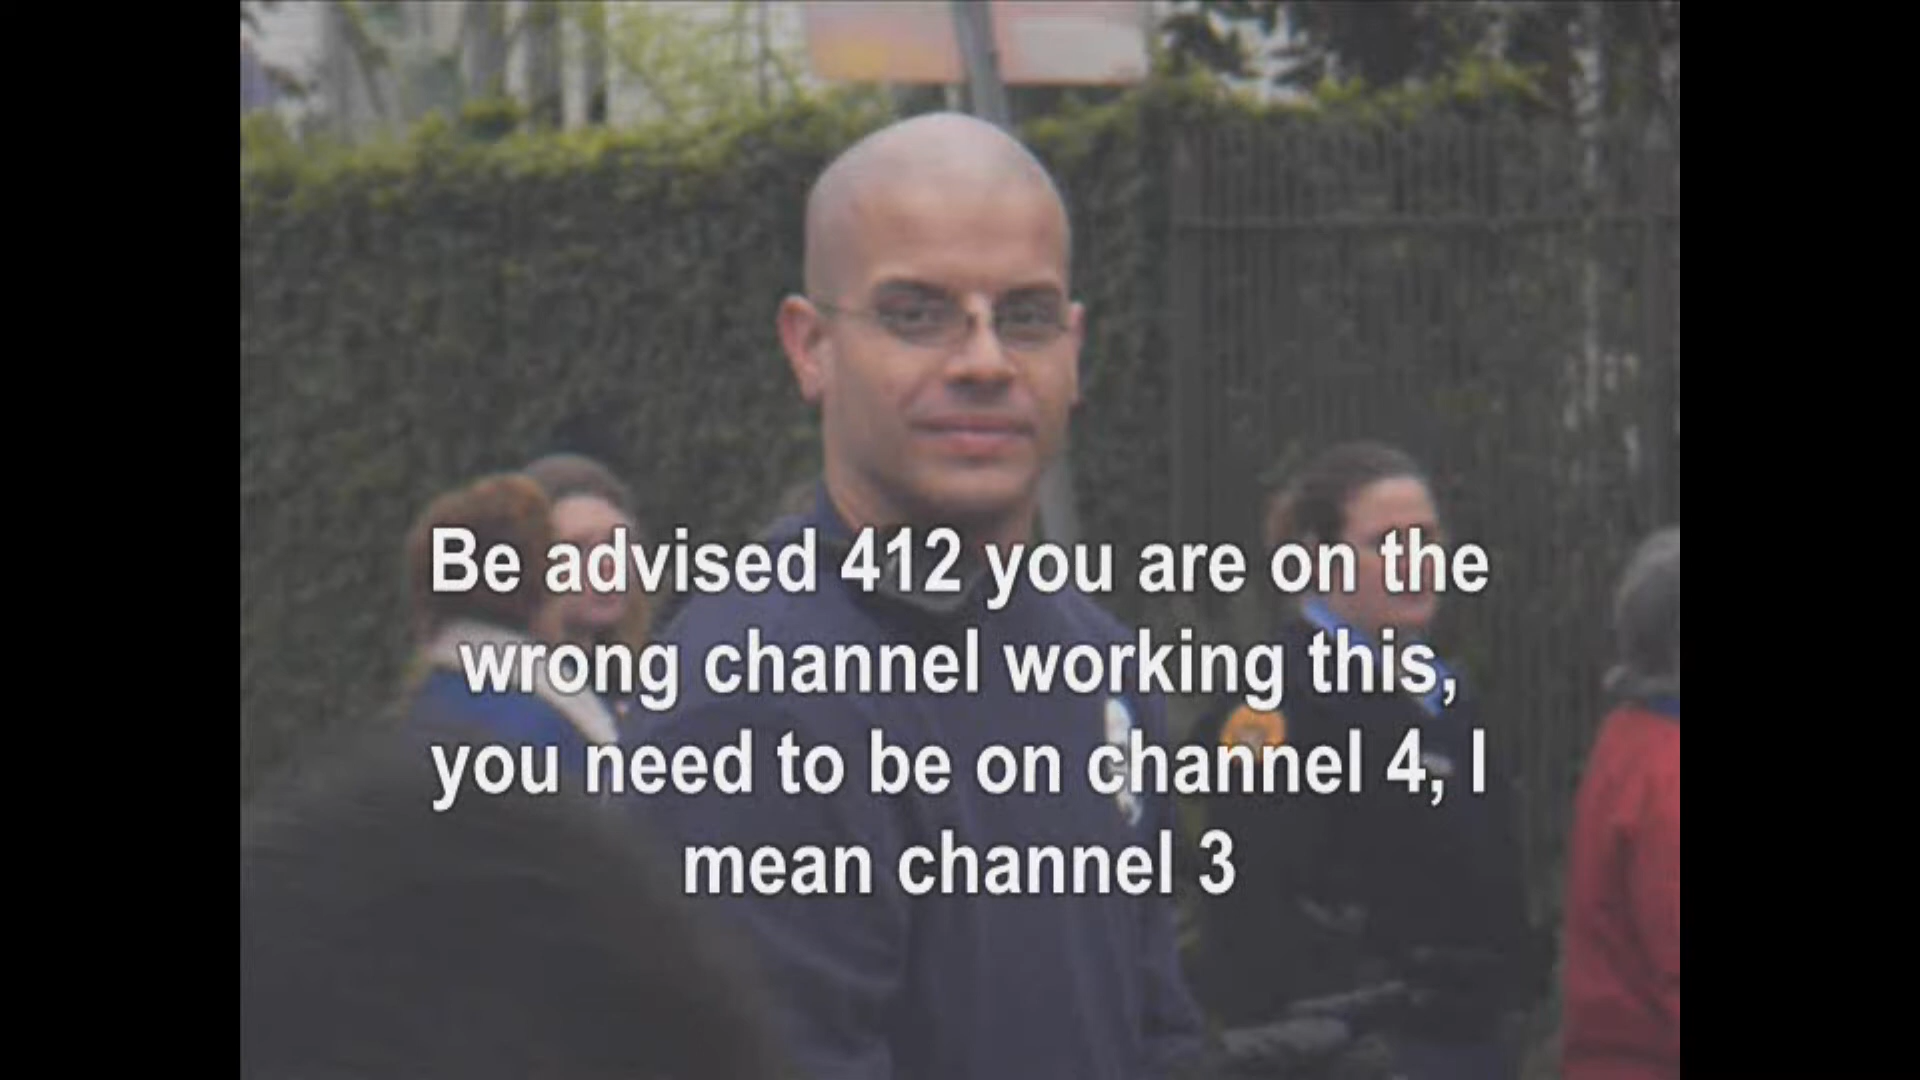 Be advised 412 you are on the
wrong channel working this,
you need to be on channel 4, I
mean channel 3